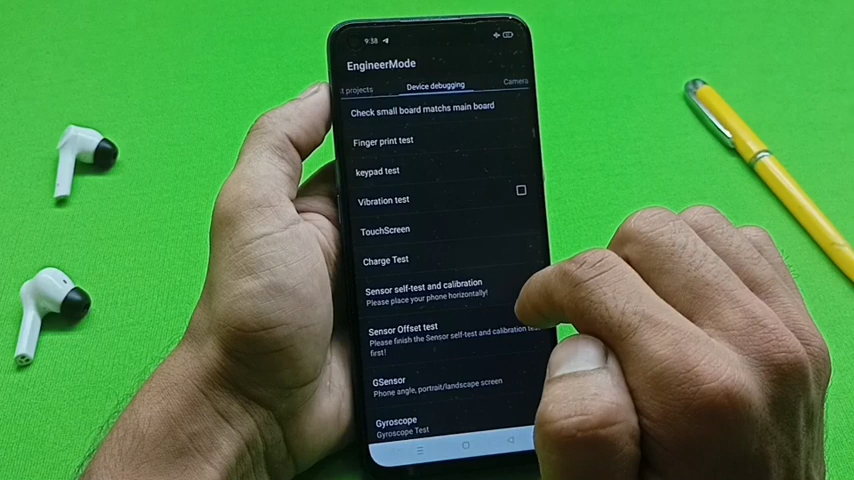 9:38
EngineerMode
t projects Device debugging Camera
Check small board matchs main board
Finger print test
keypad test
Vibration test
TouchScreen
Charge Test
Sensor self-test and calibration
Please place your phone horizontally!
Sensor Offset test
Please finish the Sensor self-test and calibration
first!
GSensor
Phone angle, portrait/landscape screen
Gyroscope
Gyroscope Test